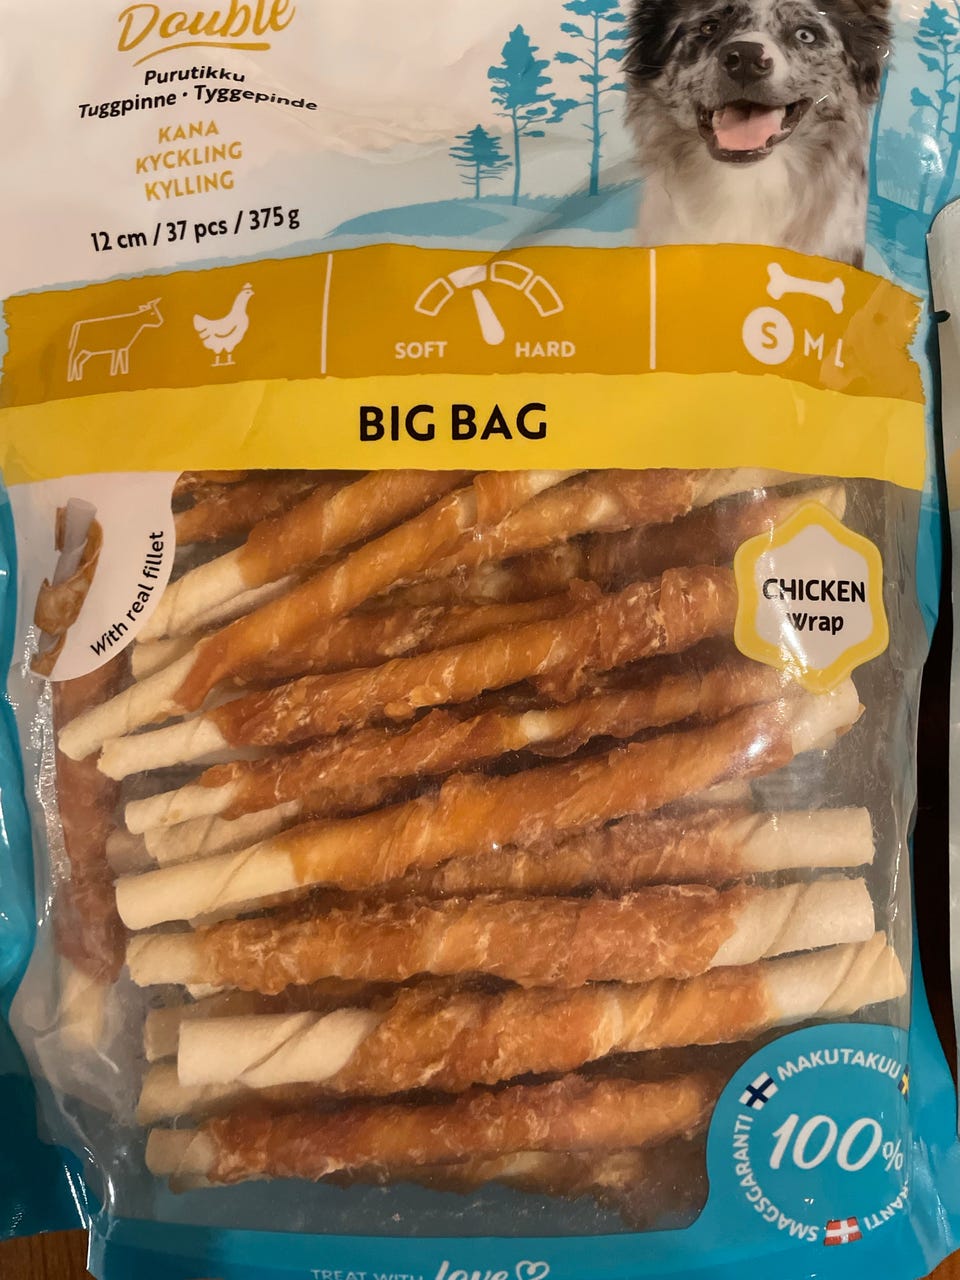 Double
Purutikku
Tuggpinne • Tyggepinde
KANA
KYCKLING
KYLLING
12 cm / 37 pcs / 375 g
SOFT HARD
S M L
BIG BAG
With real fillet
CHICKEN
Wrap
MAKUTAKUU
100%
SMAGSGARANTI
TREAT WITH Love